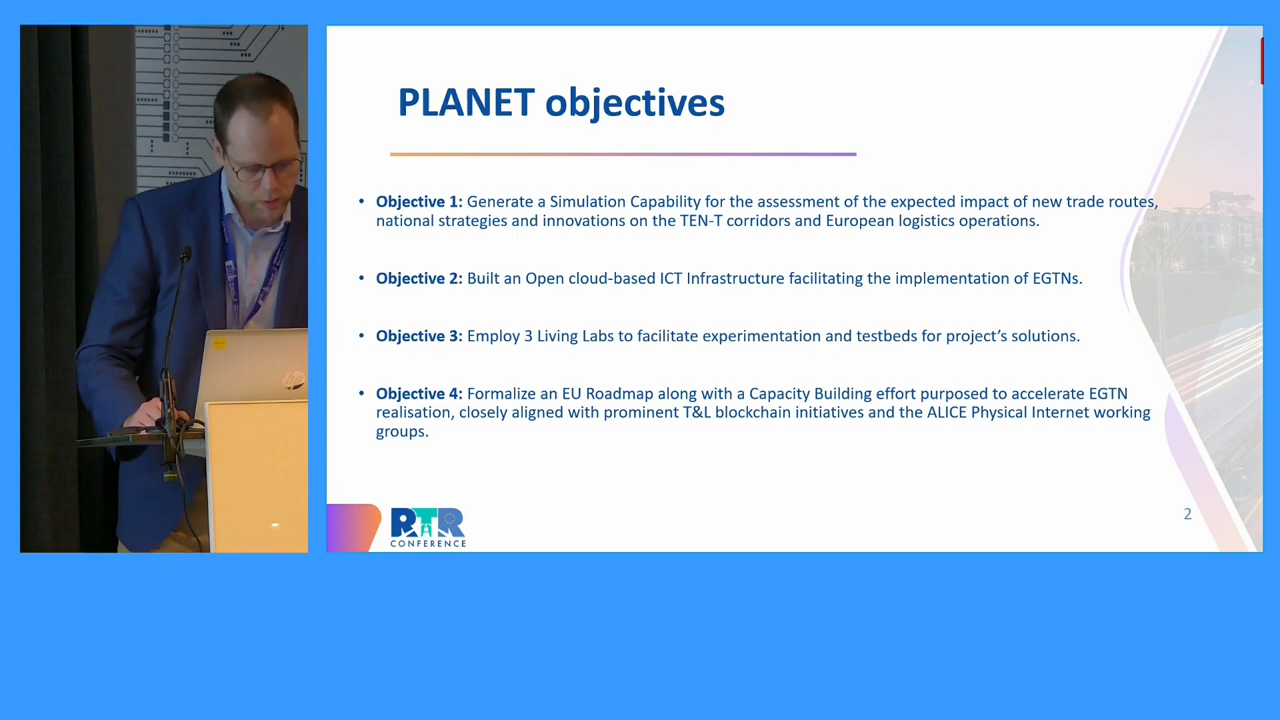 PLANET objectives
• Objective 1: Generate a Simulation Capability for the assessment of the expected impact of new trade routes,
national strategies and innovations on the TEN-T corridors and European logistics operations.
• Objective 2: Built an Open cloud-based ICT Infrastructure facilitating the implementation of EGTNs.
• Objective 3: Employ 3 Living Labs to facilitate experimentation and testbeds for project's solutions.
• Objective 4: Formalize an EU Roadmap along with a Capacity Building effort purposed to accelerate EGTN
realisation, closely aligned with prominent T&L blockchain initiatives and the ALICE Physical Internet working
groups.
RTR
CONFERENCE
2
hp